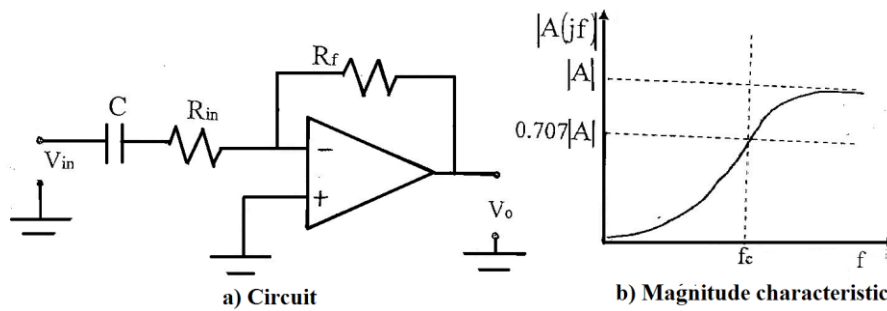 C
Rin
Rf
Vin
−
+
Vo
a) Circuit
|A(jf)|
|A|
0.707|A|
fc
f
b) Magnitude characteristic